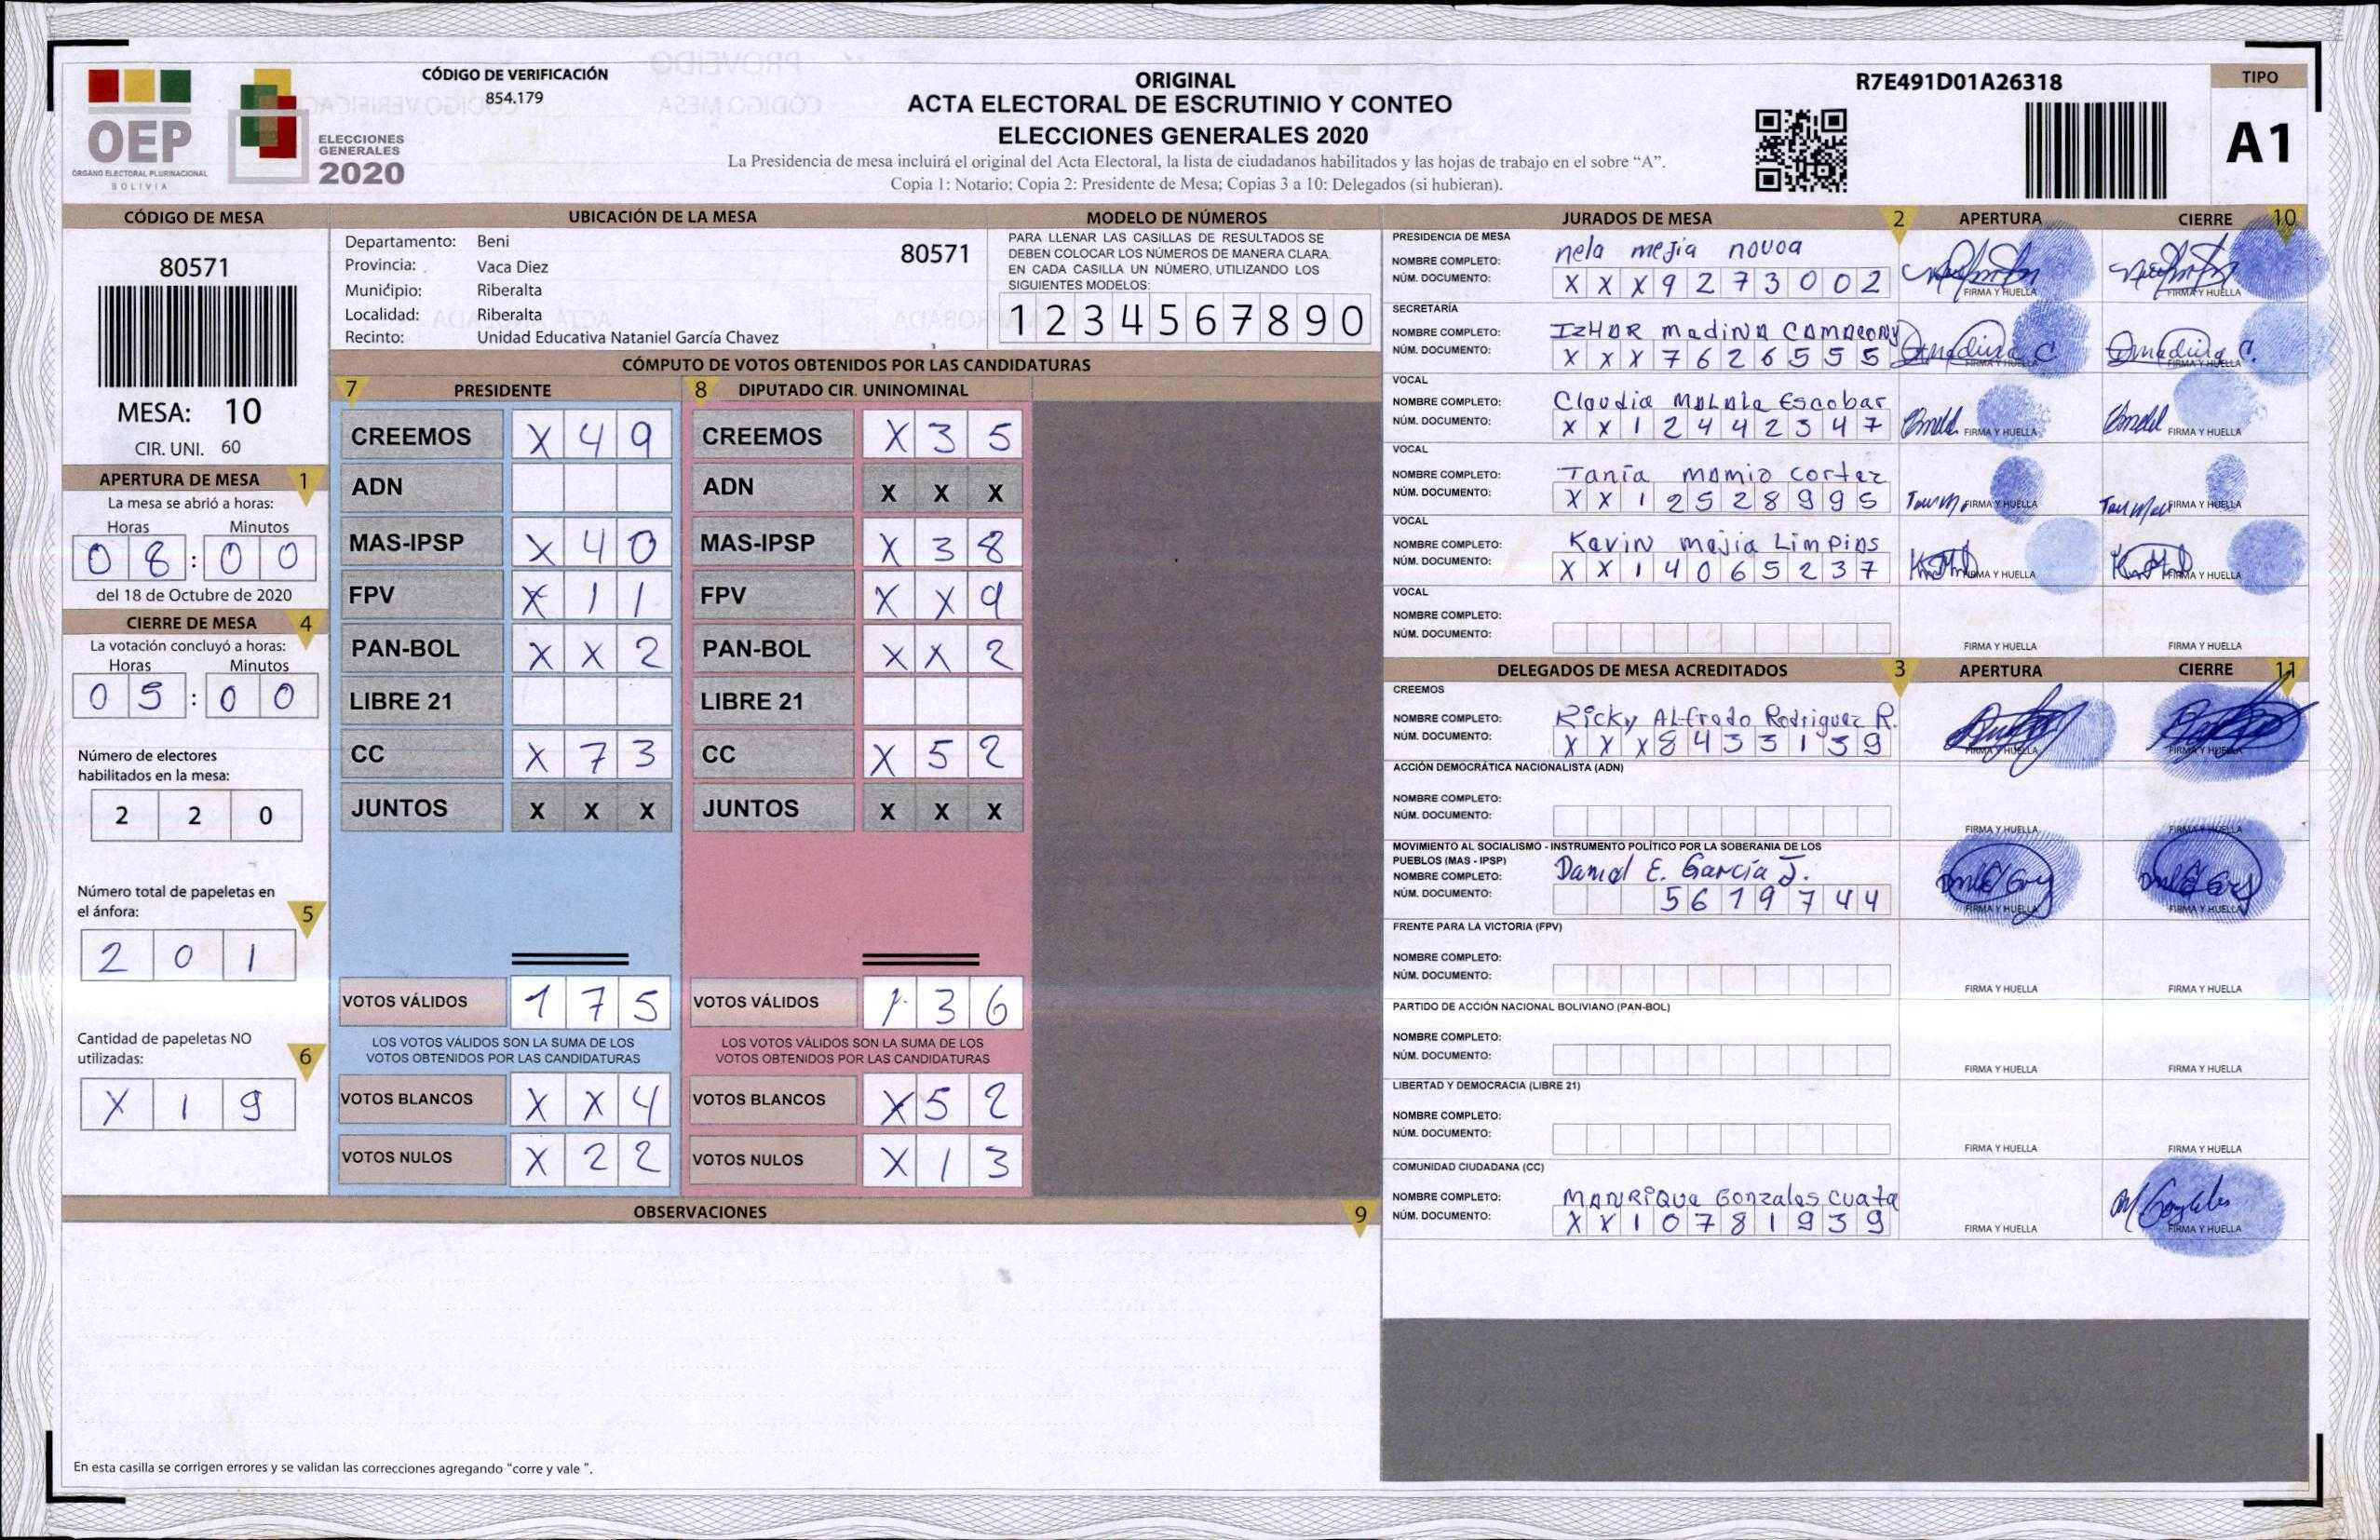 CÓDIGO DE VERIFICACIÓN
854.179
OEP
ÓRGANO ELECTORAL PLURINACIONAL
BOLIVIA
ELECCIONES
GENERALES
2020
ORIGINAL
ACTA ELECTORAL DE ESCRUTINIO Y CONTEO
ELECCIONES GENERALES 2020
La Presidencia de mesa incluirá el original del Acta Electoral, la lista de ciudadanos habilitados y las hojas de trabajo en el sobre “A”.
Copia 1: Notario; Copia 2: Presidente de Mesa; Copias 3 a 10: Delegados (si hubieran).
R7E491D01A26318
TIPO
A1
CÓDIGO DE MESA
80571
MESA: 10
CIR. UNI. 60
APERTURA DE MESA 1
La mesa se abrió a horas:
Horas Minutos
0 8 : 0 0
del 18 de Octubre de 2020
CIERRE DE MESA 4
La votación concluyó a horas:
Horas Minutos
0 5 : 0 0
Número de electores
habilitados en la mesa:
2 2 0
Número total de papeletas en
el ánfora: 5
2 0 1
Cantidad de papeletas NO
utilizadas: 6
X 1 9
UBICACIÓN DE LA MESA
Departamento: Beni
80571
Provincia: Vaca Diez
Municipio: Riberalta
Localidad: Riberalta
Recinto: Unidad Educativa Nataniel García Chavez
MODELO DE NÚMEROS
PARA LLENAR LAS CASILLAS DE RESULTADOS SE
DEBEN COLOCAR LOS NÚMEROS DE MANERA CLARA.
EN CADA CASILLA UN NÚMERO, UTILIZANDO LOS
SIGUIENTES MODELOS:
1 2 3 4 5 6 7 8 9 0
CÓMPUTO DE VOTOS OBTENIDOS POR LAS CANDIDATURAS
7 PRESIDENTE
CREEMOS X 4 9
ADN
MAS-IPSP X 4 0
FPV X 1 1
PAN-BOL X X 2
LIBRE 21
CC X 7 3
JUNTOS X X X
VOTOS VÁLIDOS 1 7 5
LOS VOTOS VÁLIDOS SON LA SUMA DE LOS
VOTOS OBTENIDOS POR LAS CANDIDATURAS
VOTOS BLANCOS X X 4
VOTOS NULOS X 2 2
8 DIPUTADO CIR. UNINOMINAL
CREEMOS X 3 5
ADN X X X
MAS-IPSP X 3 8
FPV X X 9
PAN-BOL X X 2
LIBRE 21
CC X 5 2
JUNTOS X X X
VOTOS VÁLIDOS 1 3 6
LOS VOTOS VÁLIDOS SON LA SUMA DE LOS
VOTOS OBTENIDOS POR LAS CANDIDATURAS
VOTOS BLANCOS X 5 2
VOTOS NULOS X 1 3
OBSERVACIONES 9
En esta casilla se corrigen errores y se validan las correcciones agregando “corre y vale ”.
JURADOS DE MESA 2 APERTURA CIERRE 10
PRESIDENCIA DE MESA
NOMBRE COMPLETO: nela mejia novoa
NÚM. DOCUMENTO: X X X 9 2 7 3 0 0 2
FIRMA Y HUELLA FIRMA Y HUELLA
SECRETARÍA
NOMBRE COMPLETO: IZHAR Madina
NÚM. DOCUMENTO: X X X 7 6 2 6 5 5 5
FIRMA Y HUELLA FIRMA Y HUELLA
VOCAL
NOMBRE COMPLETO: Claudia Malala Escobar
NÚM. DOCUMENTO: X X 1 2 4 4 2 3 4 7
FIRMA Y HUELLA FIRMA Y HUELLA
VOCAL
NOMBRE COMPLETO: Tania Mamio Cortez
NÚM. DOCUMENTO: X X 1 2 5 2 8 9 9 5
FIRMA Y HUELLA FIRMA Y HUELLA
VOCAL
NOMBRE COMPLETO: Kevin Mejia Limpias
NÚM. DOCUMENTO: X X 1 4 0 6 5 2 3 7
FIRMA Y HUELLA FIRMA Y HUELLA
VOCAL
NOMBRE COMPLETO:
NÚM. DOCUMENTO:
FIRMA Y HUELLA FIRMA Y HUELLA
DELEGADOS DE MESA ACREDITADOS 3 APERTURA CIERRE 11
CREEMOS
NOMBRE COMPLETO: Ricky Alfredo Rodriguez R.
NÚM. DOCUMENTO: X X X 8 4 3 3 1 3 9
FIRMA Y HUELLA FIRMA Y HUELLA
ACCIÓN DEMOCRÁTICA NACIONALISTA (ADN)
NOMBRE COMPLETO:
NÚM. DOCUMENTO:
FIRMA Y HUELLA FIRMA Y HUELLA
MOVIMIENTO AL SOCIALISMO - INSTRUMENTO POLÍTICO POR LA SOBERANIA DE LOS
PUEBLOS (MAS - IPSP)
NOMBRE COMPLETO: Daniel E. García J.
NÚM. DOCUMENTO: 5 6 1 9 7 4 4
FIRMA Y HUELLA FIRMA Y HUELLA
FRENTE PARA LA VICTORIA (FPV)
NOMBRE COMPLETO:
NÚM. DOCUMENTO:
FIRMA Y HUELLA FIRMA Y HUELLA
PARTIDO DE ACCIÓN NACIONAL BOLIVIANO (PAN-BOL)
NOMBRE COMPLETO:
NÚM. DOCUMENTO:
FIRMA Y HUELLA FIRMA Y HUELLA
LIBERTAD Y DEMOCRACIA (LIBRE 21)
NOMBRE COMPLETO:
NÚM. DOCUMENTO:
FIRMA Y HUELLA FIRMA Y HUELLA
COMUNIDAD CIUDADANA (CC)
NOMBRE COMPLETO: MANRIQUE Gonzales Cuata
NÚM. DOCUMENTO: X X 1 0 7 8 1 9 3 9
FIRMA Y HUELLA FIRMA Y HUELLA